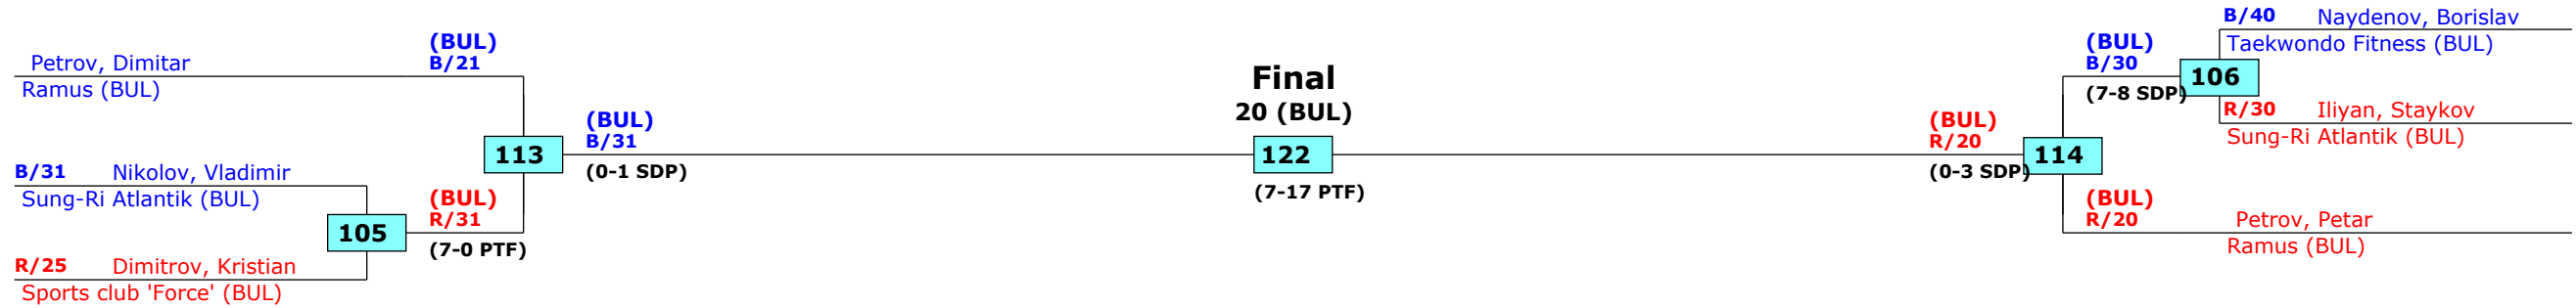 Petrov, Dimitar
Ramus (BUL)
(BUL)
B/21
B/31 Nikolov, Vladimir
Sung-Ri Atlantik (BUL)
R/25 Dimitrov, Kristian
Sports club 'Force' (BUL)
105
(BUL)
R/31
(7-0 PTF)
113
(BUL)
B/31
(0-1 SDP)
Final
20 (BUL)
122
(7-17 PTF)
(BUL)
R/20
(0-3 SDP)
114
(BUL)
B/30
(7-8 SDP)
106
B/40 Naydenov, Borislav
Taekwondo Fitness (BUL)
R/30 Iliyan, Staykov
Sung-Ri Atlantik (BUL)
(BUL)
R/20
Petrov, Petar
Ramus (BUL)